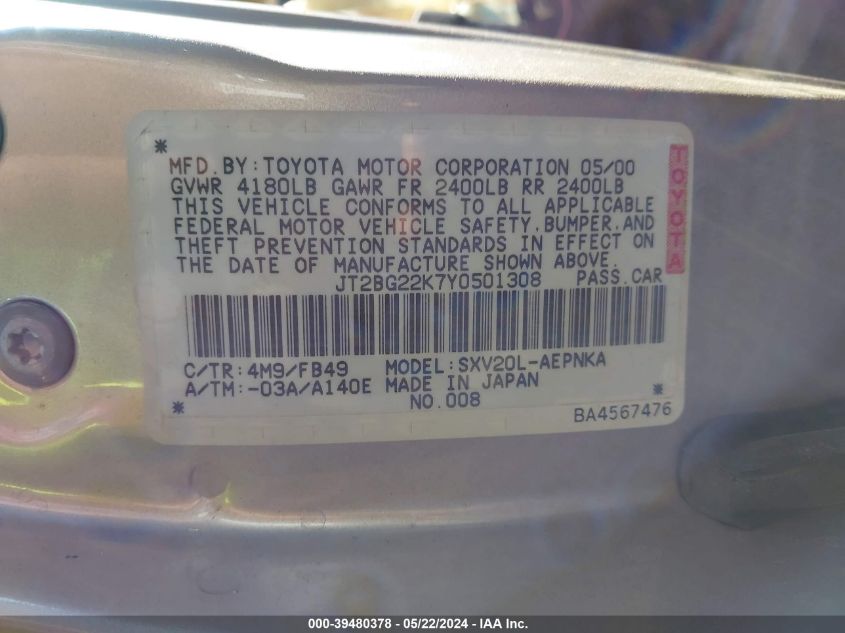 MFD.BY:TOYOTA MOTOR CORPORATION 05/00
GVWR 4180LB GAWR FR 2400LB RR 2400LB
THIS VEHICLE CONFORMS TO ALL APPLICABLE
FEDERAL MOTOR VEHICLE SAFETY,BUMPER,AND
THEFT PREVENTION STANDARDS IN EFFECT ON
THE DATE OF MANUFACTURE SHOWN ABOVE.
JT2BG22K7Y0501308 PASS.CAR
TOYOTA
C/TR:4M9/FB49 MODEL:SXV20L-AEPNKA
A/TM:-03A/A140E MADE IN JAPAN
NO.008
BA4567476
000-39480378 - 05/22/2024 - IAA Inc.